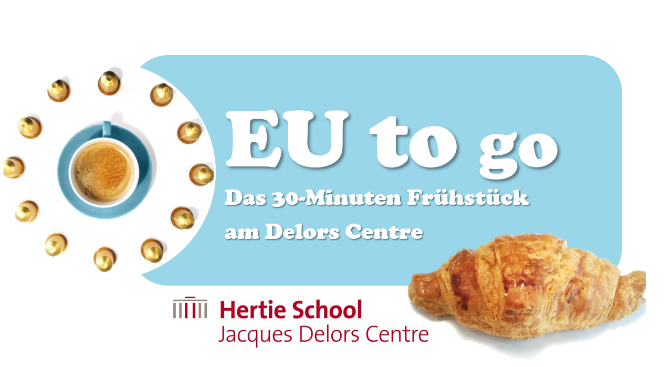 EU to go
Das 30-Minuten Frühstück
am Delors Centre
Hertie School
Jacques Delors Centre